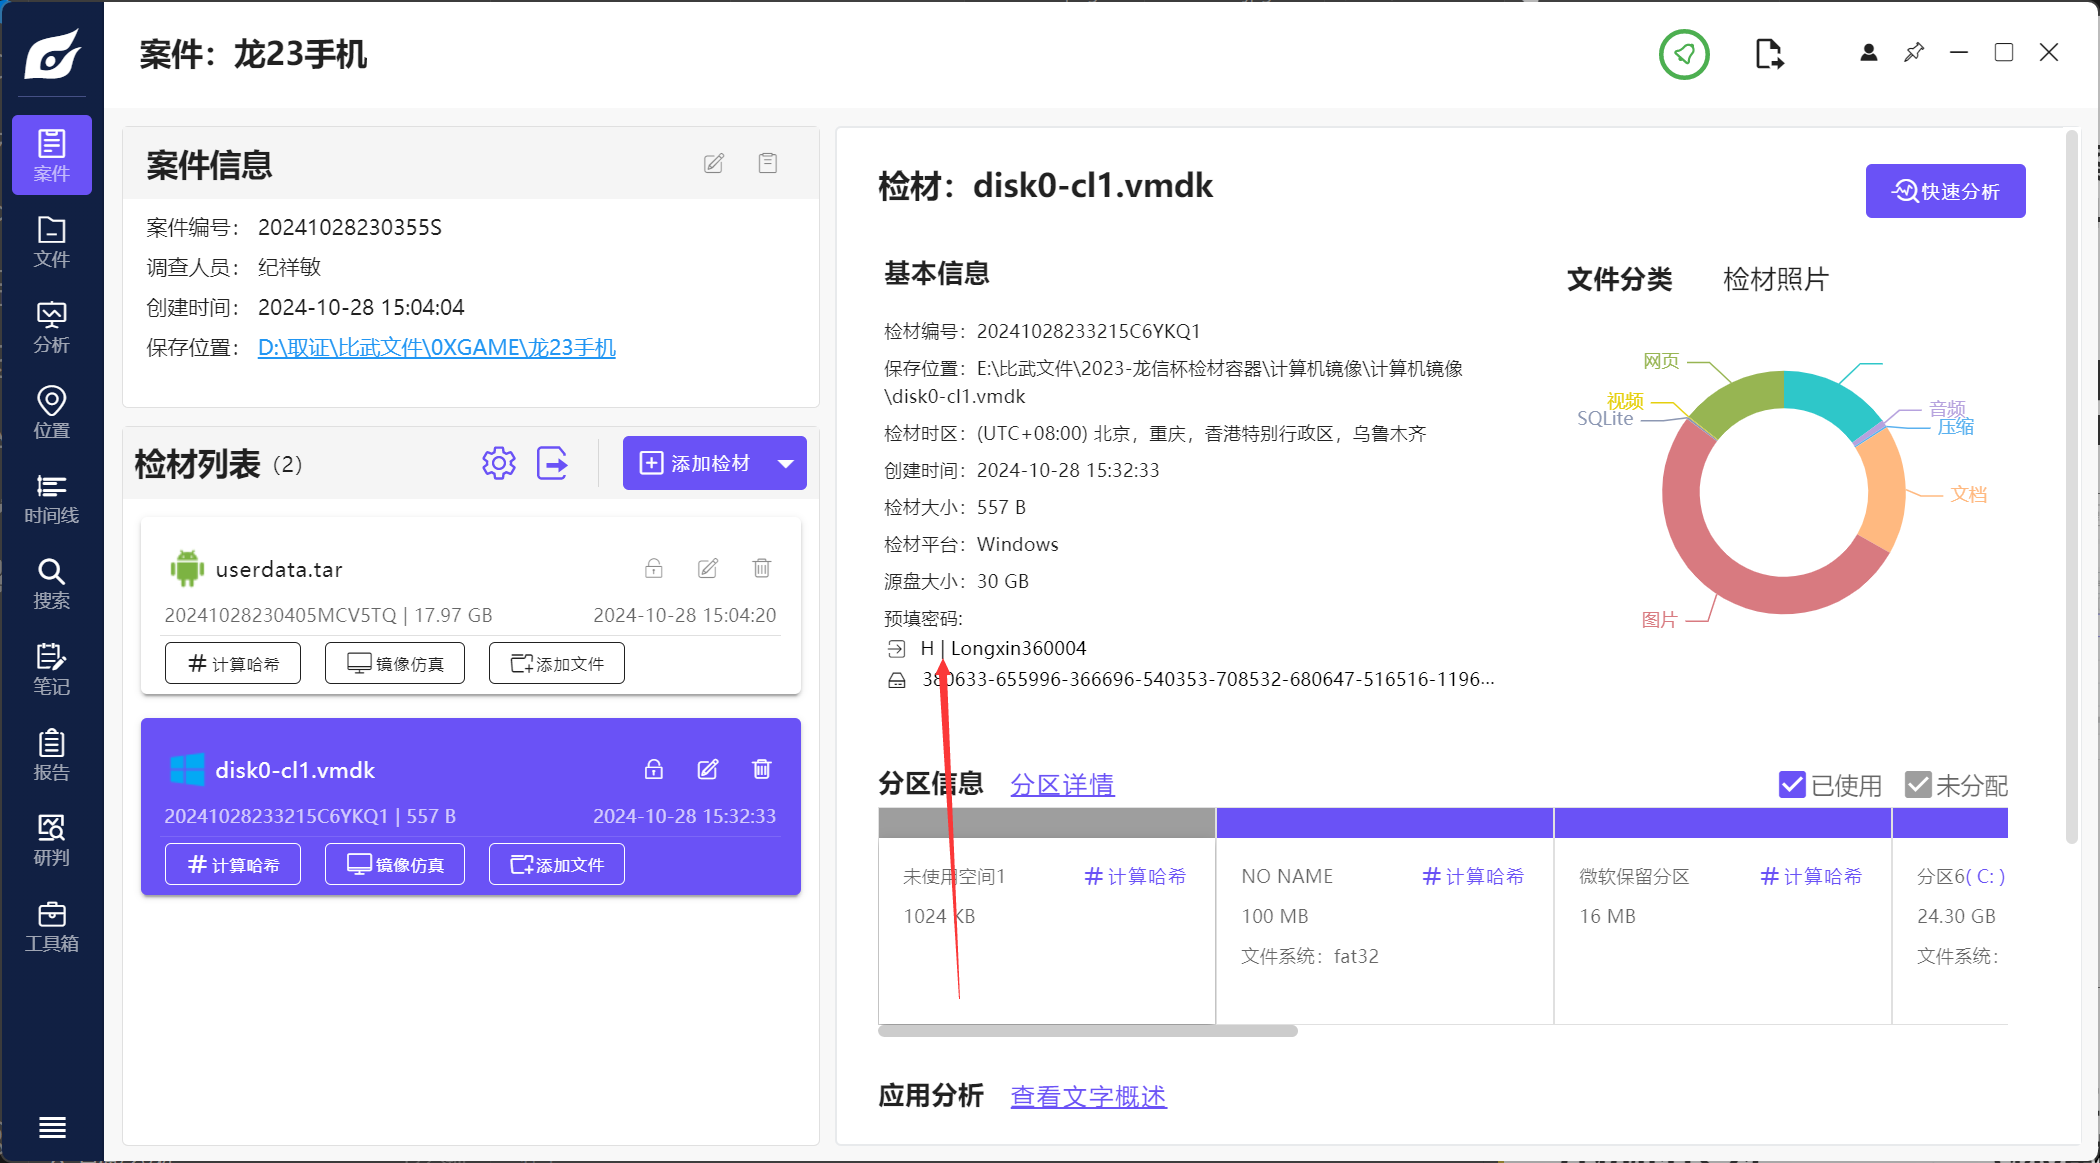 案件：龙23手机
案件
文件
分析
位置
时间线
搜索
笔记
报告
研判
工具箱
案件信息
案件编号： 20241028230355S
调查人员： 纪祥敏
创建时间： 2024-10-28 15:04:04
保存位置： D:\取证\比武文件\0XGAME\龙23手机
检材列表 (2)
添加检材
userdata.tar
20241028230405MCV5TQ | 17.97 GB 2024-10-28 15:04:20
计算哈希 镜像仿真 添加文件
disk0-cl1.vmdk
20241028233215C6YKQ1 | 557 B 2024-10-28 15:32:33
计算哈希 镜像仿真 添加文件
检材：disk0-cl1.vmdk
快速分析
基本信息
检材编号：20241028233215C6YKQ1
保存位置：E:\比武文件\2023-龙信杯检材容器\计算机镜像\计算机镜像
\disk0-cl1.vmdk
检材时区：(UTC+08:00) 北京，重庆，香港特别行政区，乌鲁木齐
创建时间：2024-10-28 15:32:33
检材大小：557 B
检材平台：Windows
源盘大小：30 GB
预填密码:
H | Longxin360004
380633-655996-366696-540353-708532-680647-516516-1196...
文件分类 检材照片
网页
视频
SQLite
音频
压缩
文档
图片
分区信息 分区详情
已使用 未分配
未使用空间1 计算哈希
1024 KB
NO NAME 计算哈希
100 MB
文件系统：fat32
微软保留分区 计算哈希
16 MB
分区6( C: )
24.30 GB
文件系统：
应用分析 查看文字概述